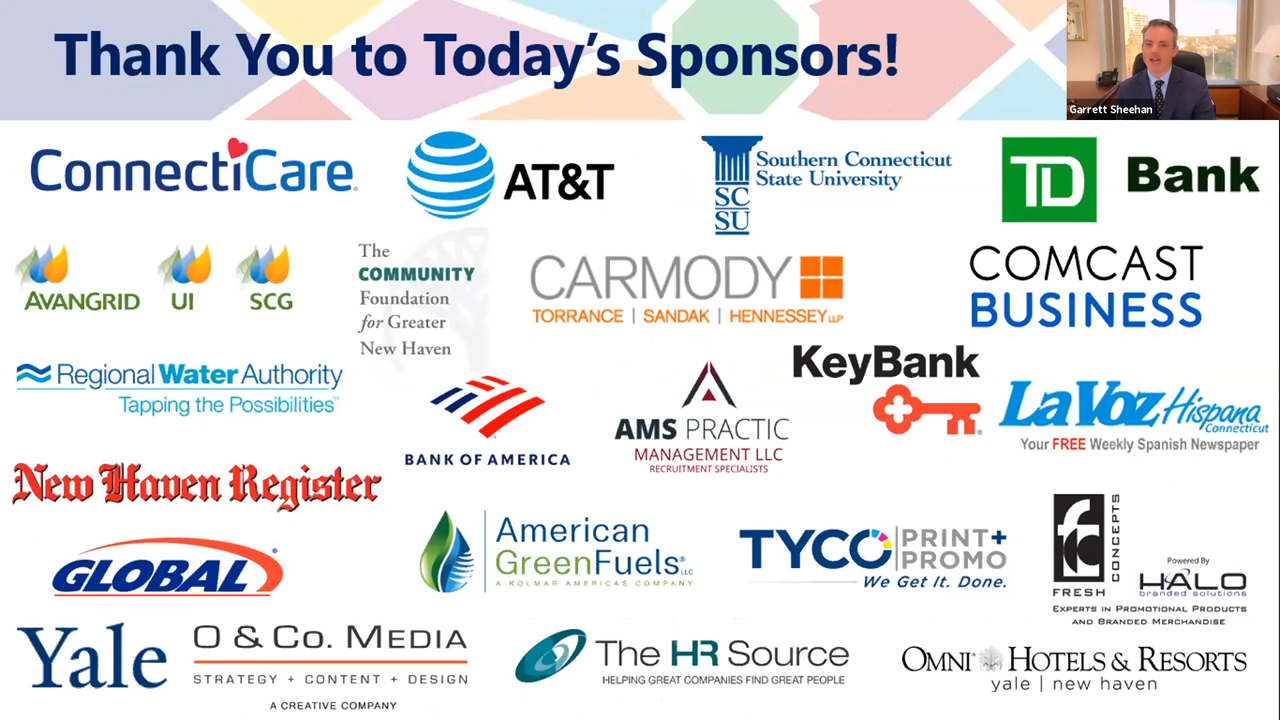 Thank You to Today's Sponsors!
Garrett Sheehan
ConnectiCare
AT&T
SC
SU
Southern Connecticut
State University
TD Bank
AVANGRID
UI
SCG
The
COMMUNITY
Foundation
for Greater
New Haven
CARMODY
TORRANCE | SANDAK | HENNESSEY LLP
COMCAST
BUSINESS
Regional Water Authority
Tapping the Possibilities™
BANK OF AMERICA
AMS PRACTIC
MANAGEMENT LLC
RECRUITMENT SPECIALISTS
KeyBank
La Voz Hispana
Connecticut
Your FREE Weekly Spanish Newspaper
New Haven Register
GLOBAL
American
GreenFuels® LLC
A KOLMAR AMERICAS COMPANY
TYCO PRINT+
PROMO
We Get It. Done.
fc
FRESH
CONCEPTS
Powered By
HALO
branded solutions
EXPERTS IN PROMOTIONAL PRODUCTS
AND BRANDED MERCHANDISE
Yale
O & CO. MEDIA
STRATEGY + CONTENT + DESIGN
A CREATIVE COMPANY
The HR Source
HELPING GREAT COMPANIES FIND GREAT PEOPLE
OMNI® HOTELS & RESORTS
yale | new haven